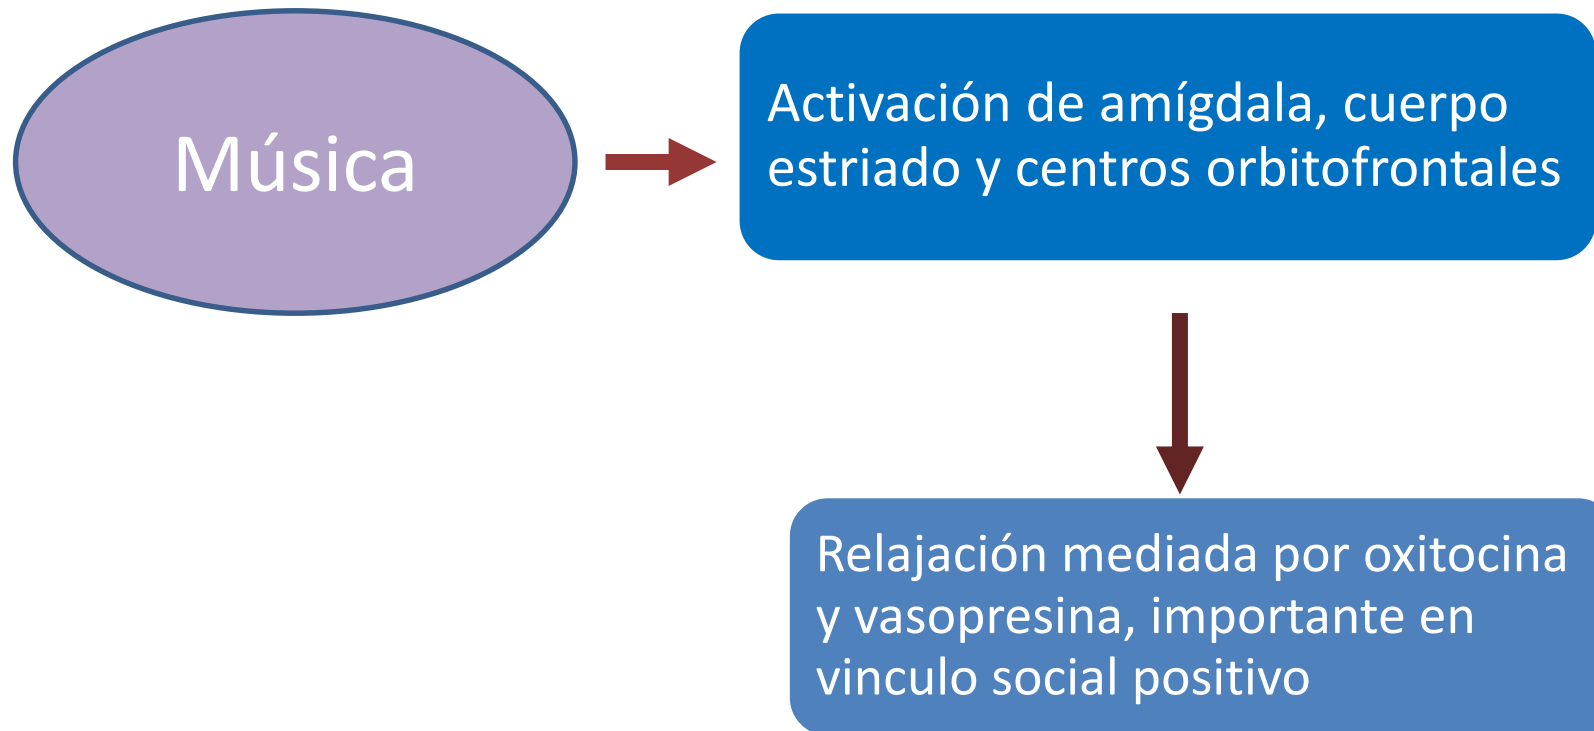 Música
Activación de amígdala, cuerpo
estriado y centros orbitofrontales
Relajación mediada por oxitocina
y vasopresina, importante en
vinculo social positivo